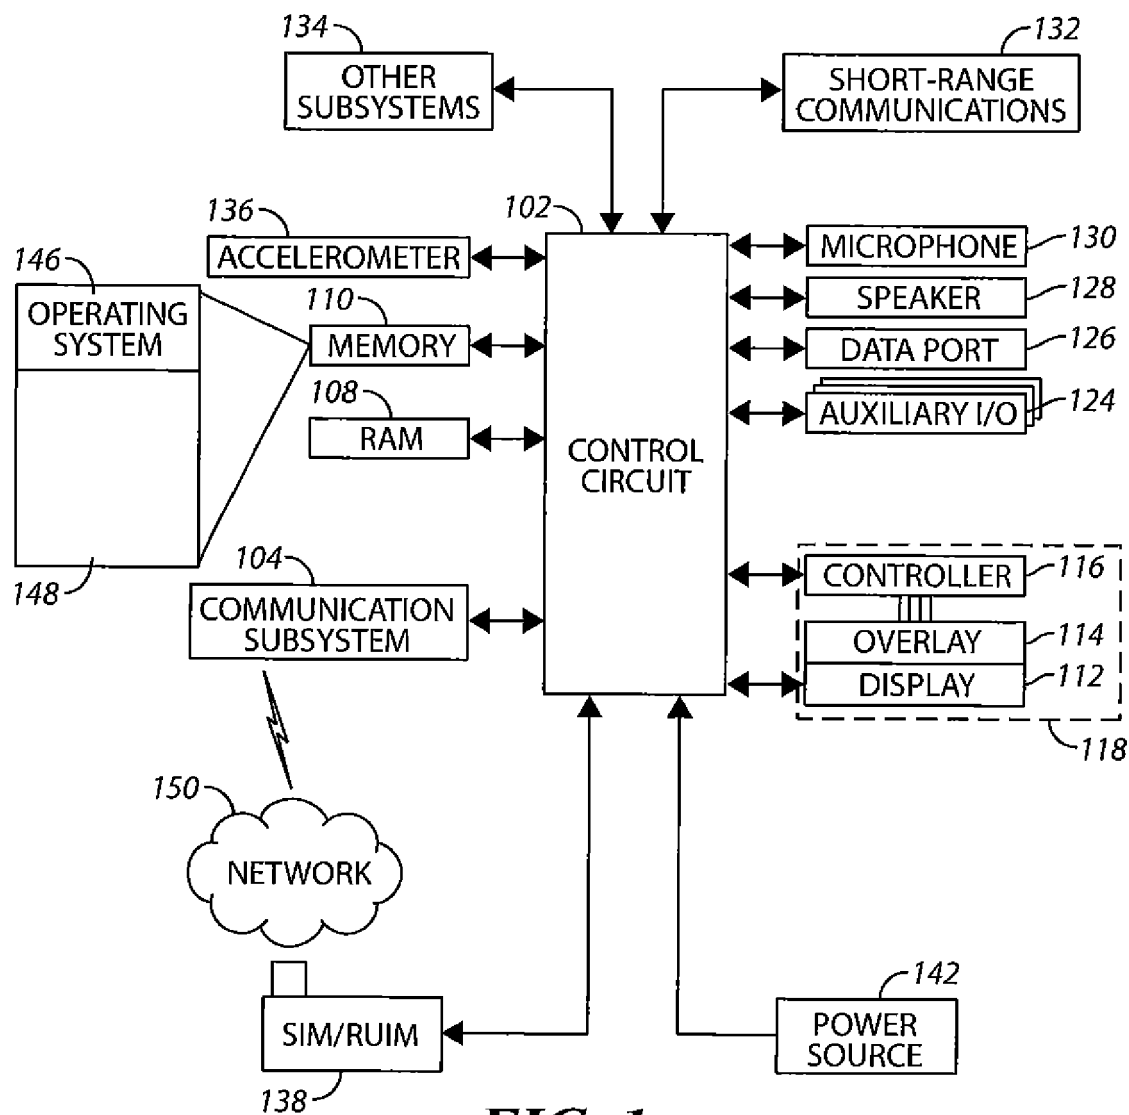 134
OTHER
SUBSYSTEMS
132
SHORT-RANGE
COMMUNICATIONS
136
ACCELEROMETER
102
MICROPHONE
130
146
OPERATING
SYSTEM
110
MEMORY
SPEAKER
128
DATA PORT
126
108
RAM
AUXILIARY I/O
124
CONTROL
CIRCUIT
148
104
COMMUNICATION
SUBSYSTEM
CONTROLLER
116
OVERLAY
114
DISPLAY
112
118
150
NETWORK
SIM/RUIM
138
142
POWER
SOURCE
FIG. 1